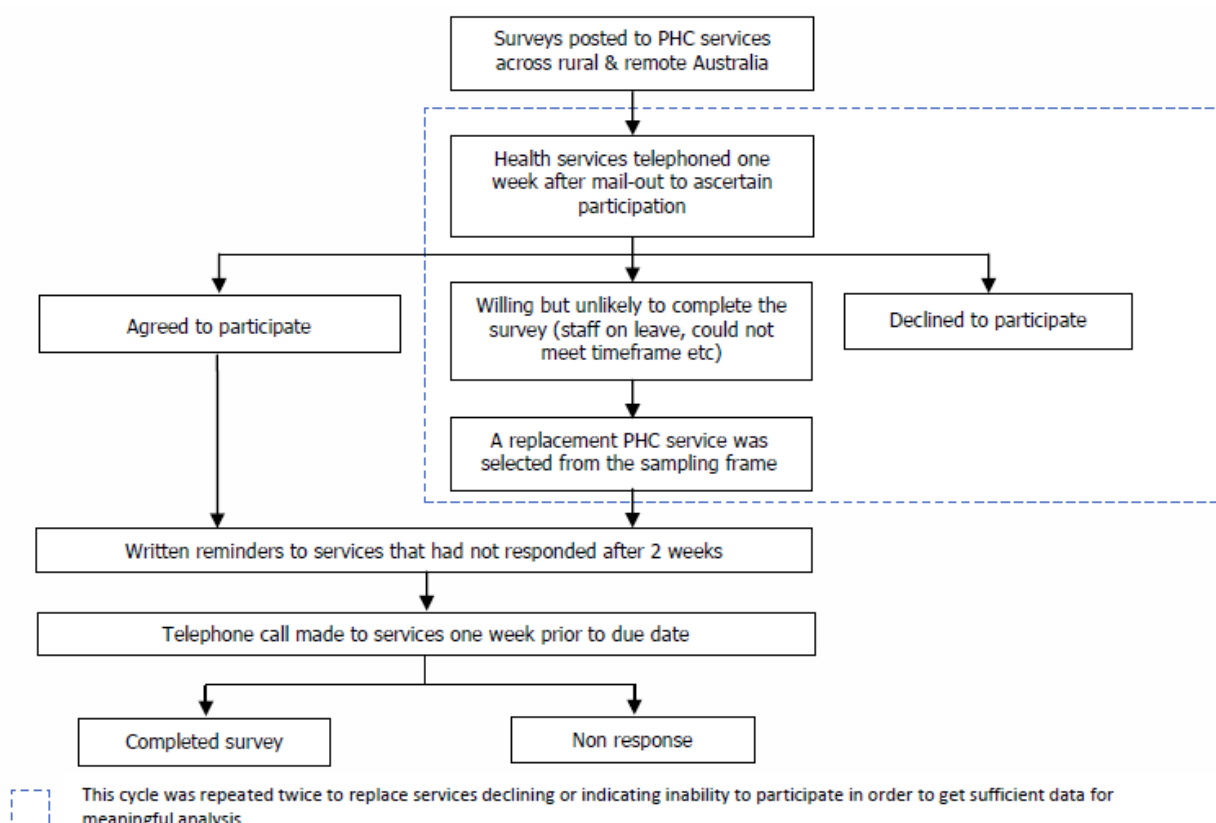 Surveys posted to PHC services
across rural & remote Australia
Health services telephoned one
week after mail-out to ascertain
participation
Agreed to participate
Willing but unlikely to complete the
survey (staff on leave, could not
meet timeframe etc)
Declined to participate
A replacement PHC service was
selected from the sampling frame
Written reminders to services that had not responded after 2 weeks
Telephone call made to services one week prior to due date
Completed survey
Non response
This cycle was repeated twice to replace services declining or indicating inability to participate in order to get sufficient data for
meaningful analysis